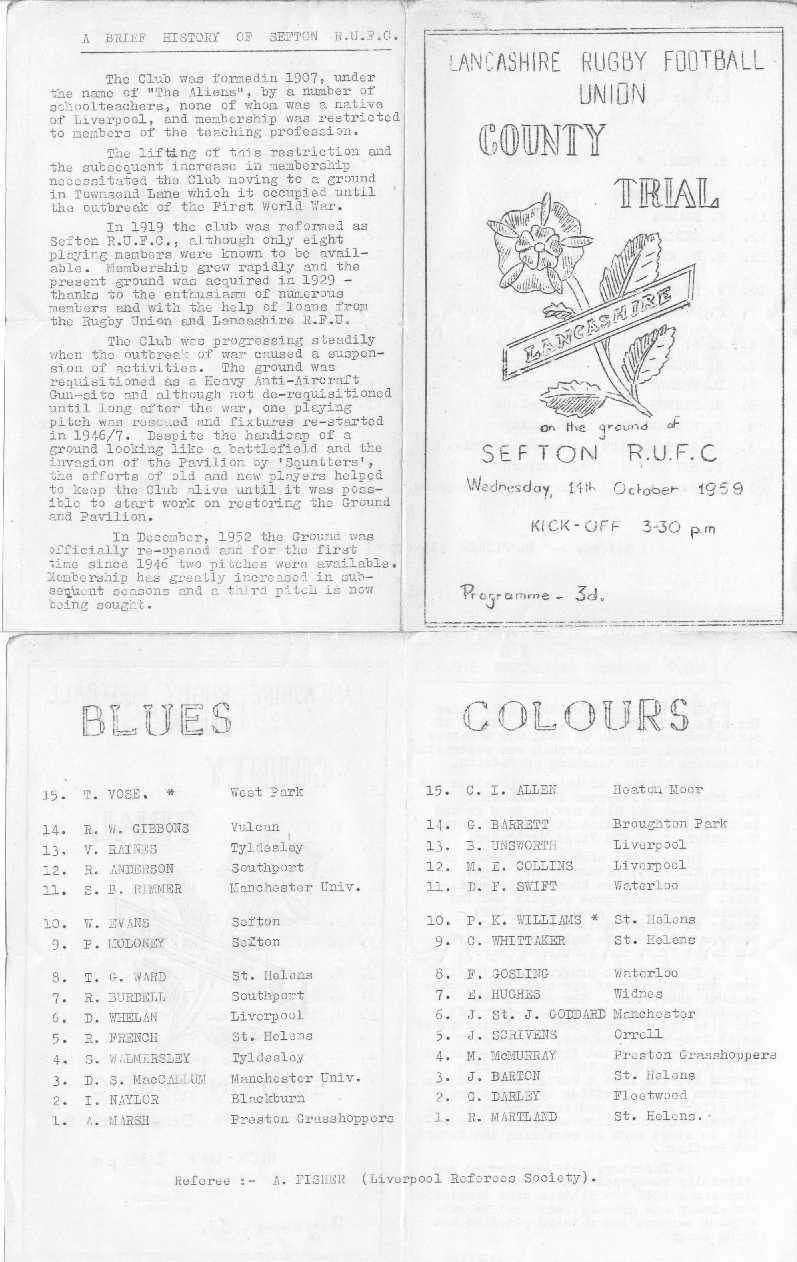 A BRIEF HISTORY OF SEFTON R.U.F.C.
The Club was formedin 1907, under
the name of "The Aliens", by a number of
schoolteachers, none of whom was a native
of Liverpool, and membership was restricted
to members of the teaching profession.
The lifting of this restriction and
the subsequent increase in membership
necessitated the Club moving to a ground
in Townsend Lane which it occupied until
the outbreak of the First World War.
In 1919 the club was reformed as
Sefton R.U.F.C., although only eight
playing members were known to be avail-
able. Membership grew rapidly and the
present ground was acquired in 1929 -
thanks to the enthusiasm of numerous
members and with the help of loans from
the Rugby Union and Lancashire R.F.U.
The Club was progressing steadily
when the outbreak of war caused a suspen-
sion of activities. The ground was
requisitioned as a Heavy Anti-Aircraft
Gun-site and although not de-requisitioned
until long after the war, one playing
pitch was rescued and fixtures re-started
in 1946/7. Despite the handicap of a
ground looking like a battlefield and the
invasion of the Pavilion by 'Squatters',
the efforts of old and new players helped
to keep the Club alive until it was poss-
ible to start work on restoring the Ground
and Pavilion.
In December, 1952 the Ground was
officially re-opened and for the first
time since 1946 two pitches were available.
Membership has greatly increased in sub-
sequent seasons and a third pitch is now
being sought.
LANCASHIRE RUGBY FOOTBALL
UNION
COUNTY
TRIAL
LANCASHIRE
on the ground of
SEFTON R.U.F.C
Wednesday, 14th October 1959
KICK-OFF 3-30 p.m
Programme - 3d.
BLUES
15. T. VOSE. * West Park
14. R. W. GIBBONS Vulcan
13. V. RAINES Tyldesley
12. R. ANDERSON Southport
11. S. B. RIMMER Manchester Univ.
10. W. EVANS Sefton
9. P. MOLONEY Sefton
8. T. G. WARD St. Helens
7. R. BURDELL Southport
6. D. WHELAN Liverpool
5. R. FRENCH St. Helens
4. S. WALMERSLEY Tyldesley
3. D. S. MacCALLUM Manchester Univ.
2. I. NAYLOR Blackburn
1. A. MARSH Preston Grasshoppers
COLOURS
15. C. I. ALLEN Heaton Moor
14. G. BARRETT Broughton Park
13. B. UNSWORTH Liverpool
12. M. E. COLLINS Liverpool
11. D. F. SWIFT Waterloo
10. P. K. WILLIAMS * St. Helens
9. C. WHITTAKER St. Helens
8. F. GOSLING Waterloo
7. E. HUGHES Widnes
6. J. St. J. GODDARD Manchester
5. J. SCRIVENS Orrell
4. M. McMURRAY Preston Grasshoppers
3. J. BARTON St. Helens
2. G. DARLEY Fleetwood
1. R. MARTLAND St. Helens.
Referee :- A. FISHER (Liverpool Referees Society).